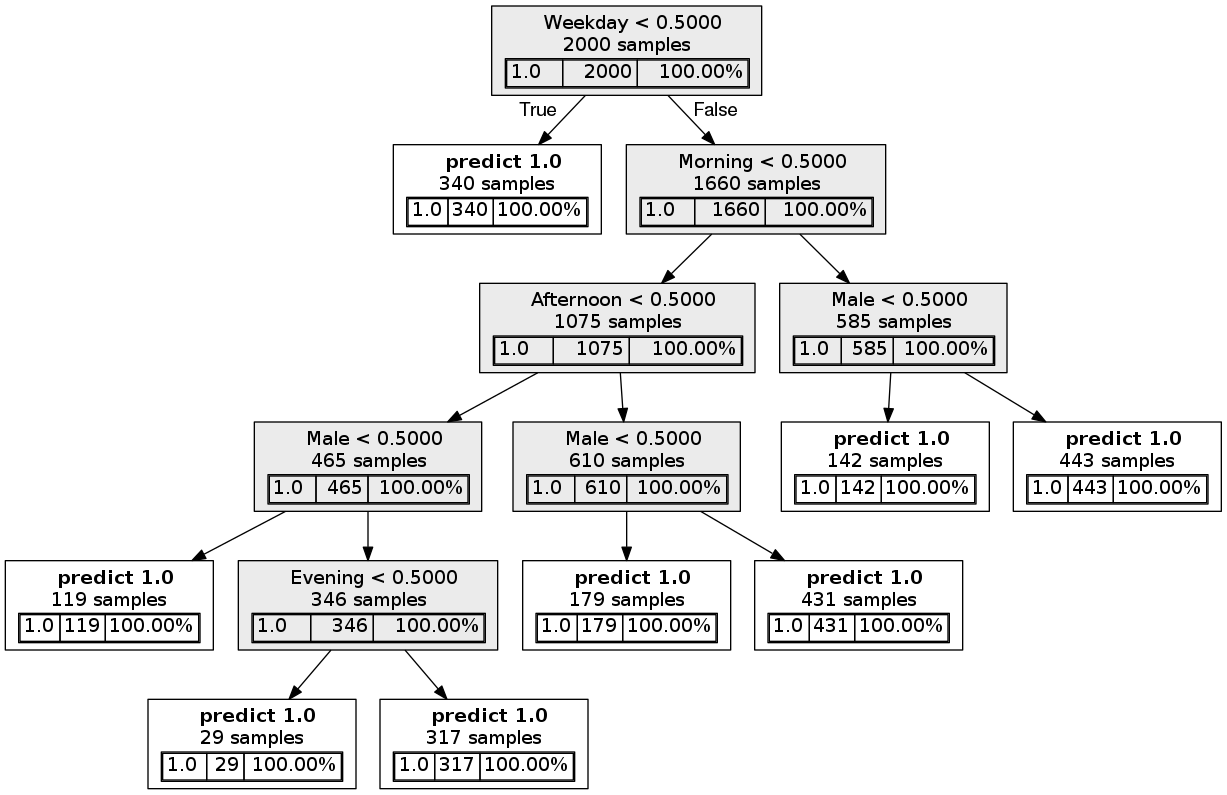 Weekday < 0.5000
2000 samples
1.0 2000 100.00%
True False
predict 1.0
340 samples
1.0 340 100.00%
Morning < 0.5000
1660 samples
1.0 1660 100.00%
Afternoon < 0.5000
1075 samples
1.0 1075 100.00%
Male < 0.5000
585 samples
1.0 585 100.00%
Male < 0.5000
465 samples
1.0 465 100.00%
Male < 0.5000
610 samples
1.0 610 100.00%
predict 1.0
142 samples
1.0 142 100.00%
predict 1.0
443 samples
1.0 443 100.00%
predict 1.0
119 samples
1.0 119 100.00%
Evening < 0.5000
346 samples
1.0 346 100.00%
predict 1.0
179 samples
1.0 179 100.00%
predict 1.0
431 samples
1.0 431 100.00%
predict 1.0
29 samples
1.0 29 100.00%
predict 1.0
317 samples
1.0 317 100.00%